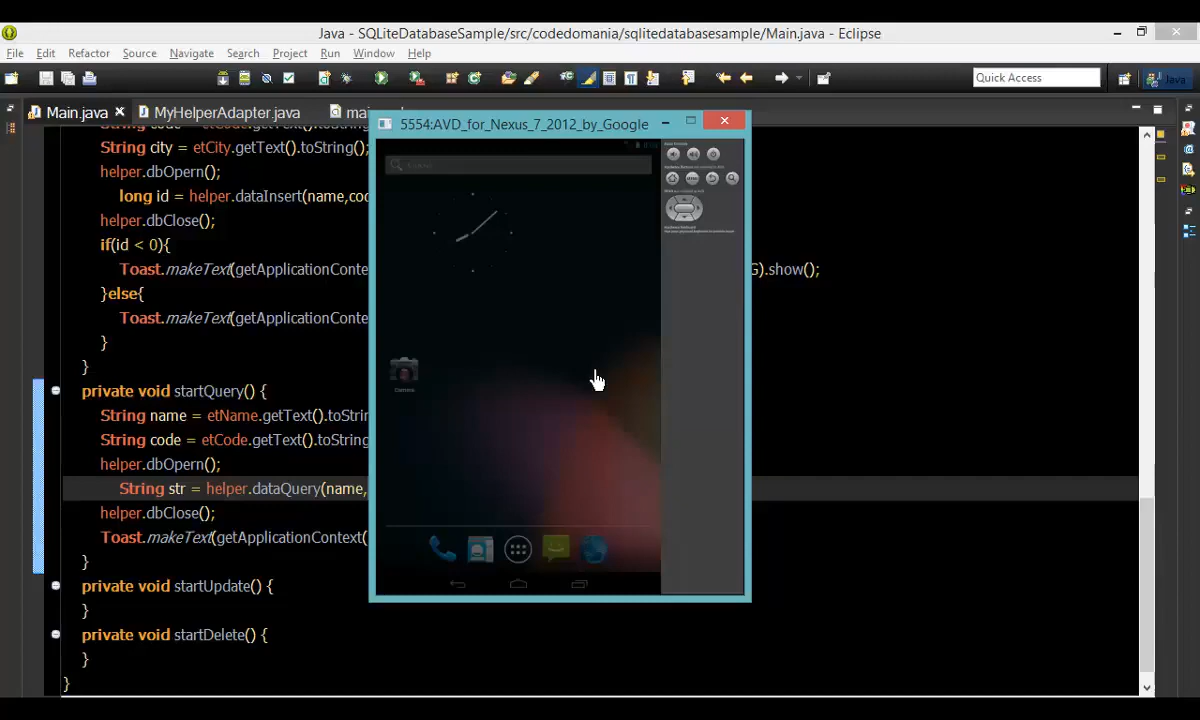 Java - SQLiteDatabaseSample/src/codedomania/sqlitedatabasesample/Main.java - Eclipse
File Edit Refactor Source Navigate Search Project Run Window Help
Quick Access
Java
Main.java MyHelperAdapter.java
5554:AVD_for_Nexus_7_2012_by_Google
String city = etCity.getText().toString();
helper.dbOpern();
long id = helper.dataInsert(name,
helper.dbClose();
if(id < 0){
Toast.makeText(getApplicationConte G).show();
}else{
Toast.makeText(getApplicationConte
}
}
private void startQuery() {
String name = etName.getText().toStrin
String code = etCode.getText().toString
helper.dbOpern();
String str = helper.dataQuery(name,
helper.dbClose();
Toast.makeText(getApplicationContext(
}
private void startUpdate() {
}
private void startDelete() {
}
}
Camera